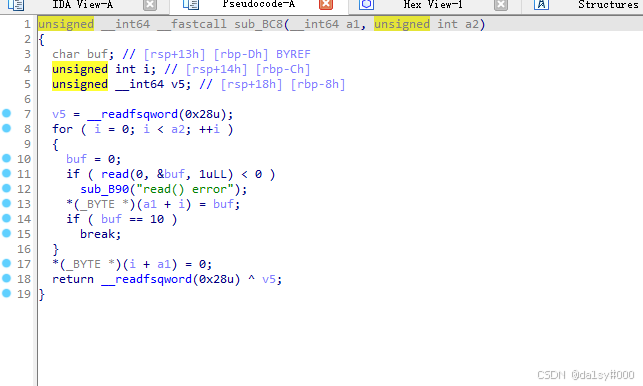 IDA View-A Pseudocode-A Hex View-1 Structures
1 unsigned __int64 __fastcall sub_BC8(__int64 a1, unsigned int a2)
2 {
3 char buf; // [rsp+13h] [rbp-Dh] BYREF
4 unsigned int i; // [rsp+14h] [rbp-Ch]
5 unsigned __int64 v5; // [rsp+18h] [rbp-8h]
6
7 v5 = __readfsqword(0x28u);
8 for ( i = 0; i < a2; ++i )
9 {
10 buf = 0;
11 if ( read(0, &buf, 1uLL) < 0 )
12 sub_B90("read() error");
13 *(_BYTE *)(a1 + i) = buf;
14 if ( buf == 10 )
15 break;
16 }
17 *(_BYTE *)(i + a1) = 0;
18 return __readfsqword(0x28u) ^ v5;
19 }
CSDN @daisy#000